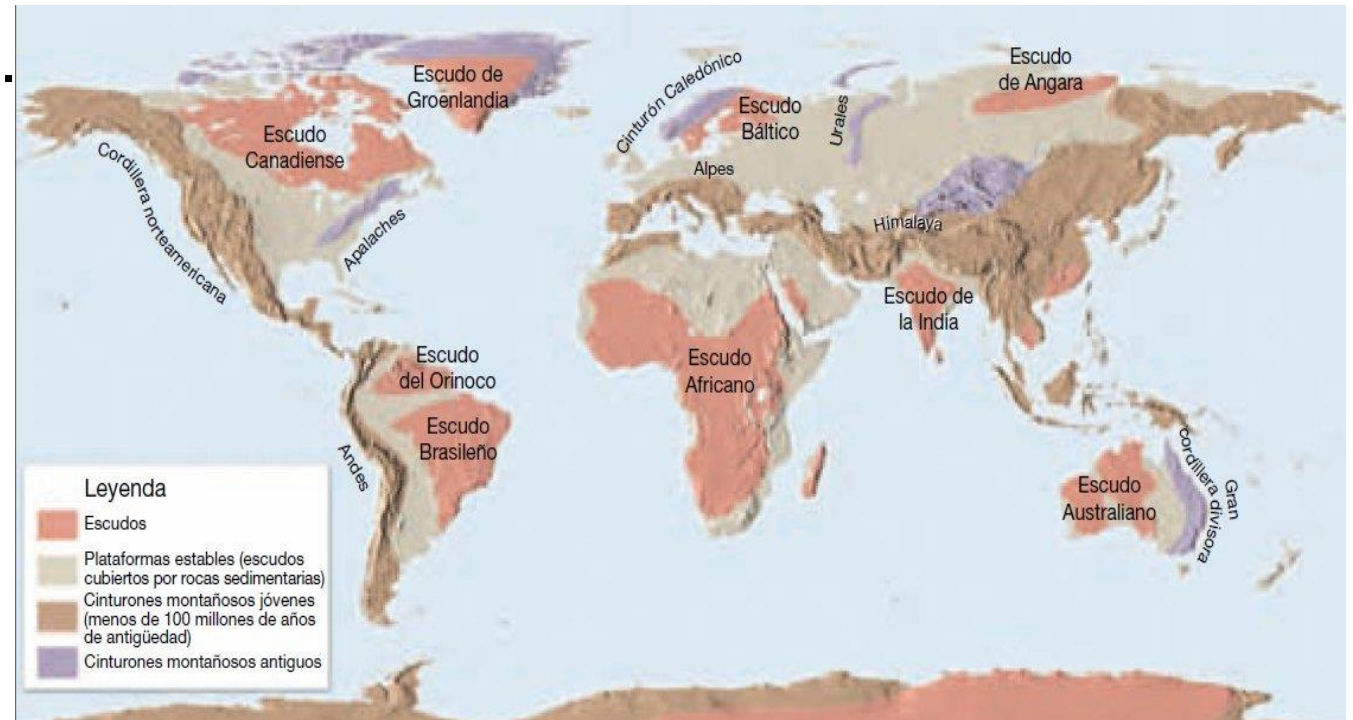 Escudo de
Groenlandia
Cinturón Caledónico
Escudo
Báltico
Urales
Escudo
de Angara
Escudo
Canadiense
Cordillera norteamericana
Apalaches
Alpes
Himalaya
Escudo de
la India
Escudo
del Orinoco
Escudo
Africano
Escudo
Brasileño
Andes
Escudo
Australiano
Gran
cordillera divisora
Leyenda
Escudos
Plataformas estables (escudos
cubiertos por rocas sedimentarias)
Cinturones montañosos jóvenes
(menos de 100 millones de años
de antigüedad)
Cinturones montañosos antiguos